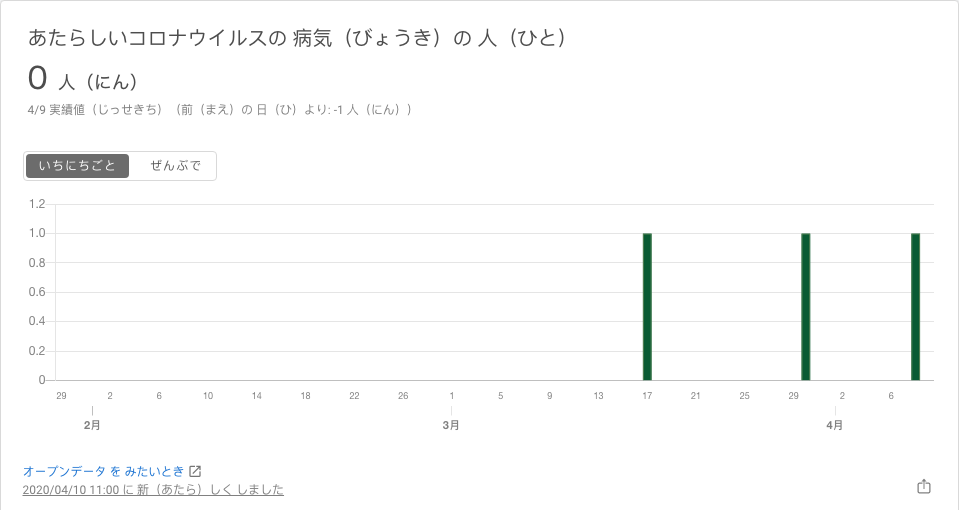 あたらしいコロナウイルスの 病気（びょうき）の 人（ひと）
0 人（にん）
4/9 実績値（じっせきち）（前（まえ）の 日（ひ）より: -1 人（にん））
いちにちごと ぜんぶで
1.2
1.0
0.8
0.6
0.4
0.2
0
29 2 6 10 14 18 22 26 1 5 9 13 17 21 25 29 2 6
2月 3月 4月
オープンデータ を みたいとき
2020/04/10 11:00 に 新（あたら）しく しました